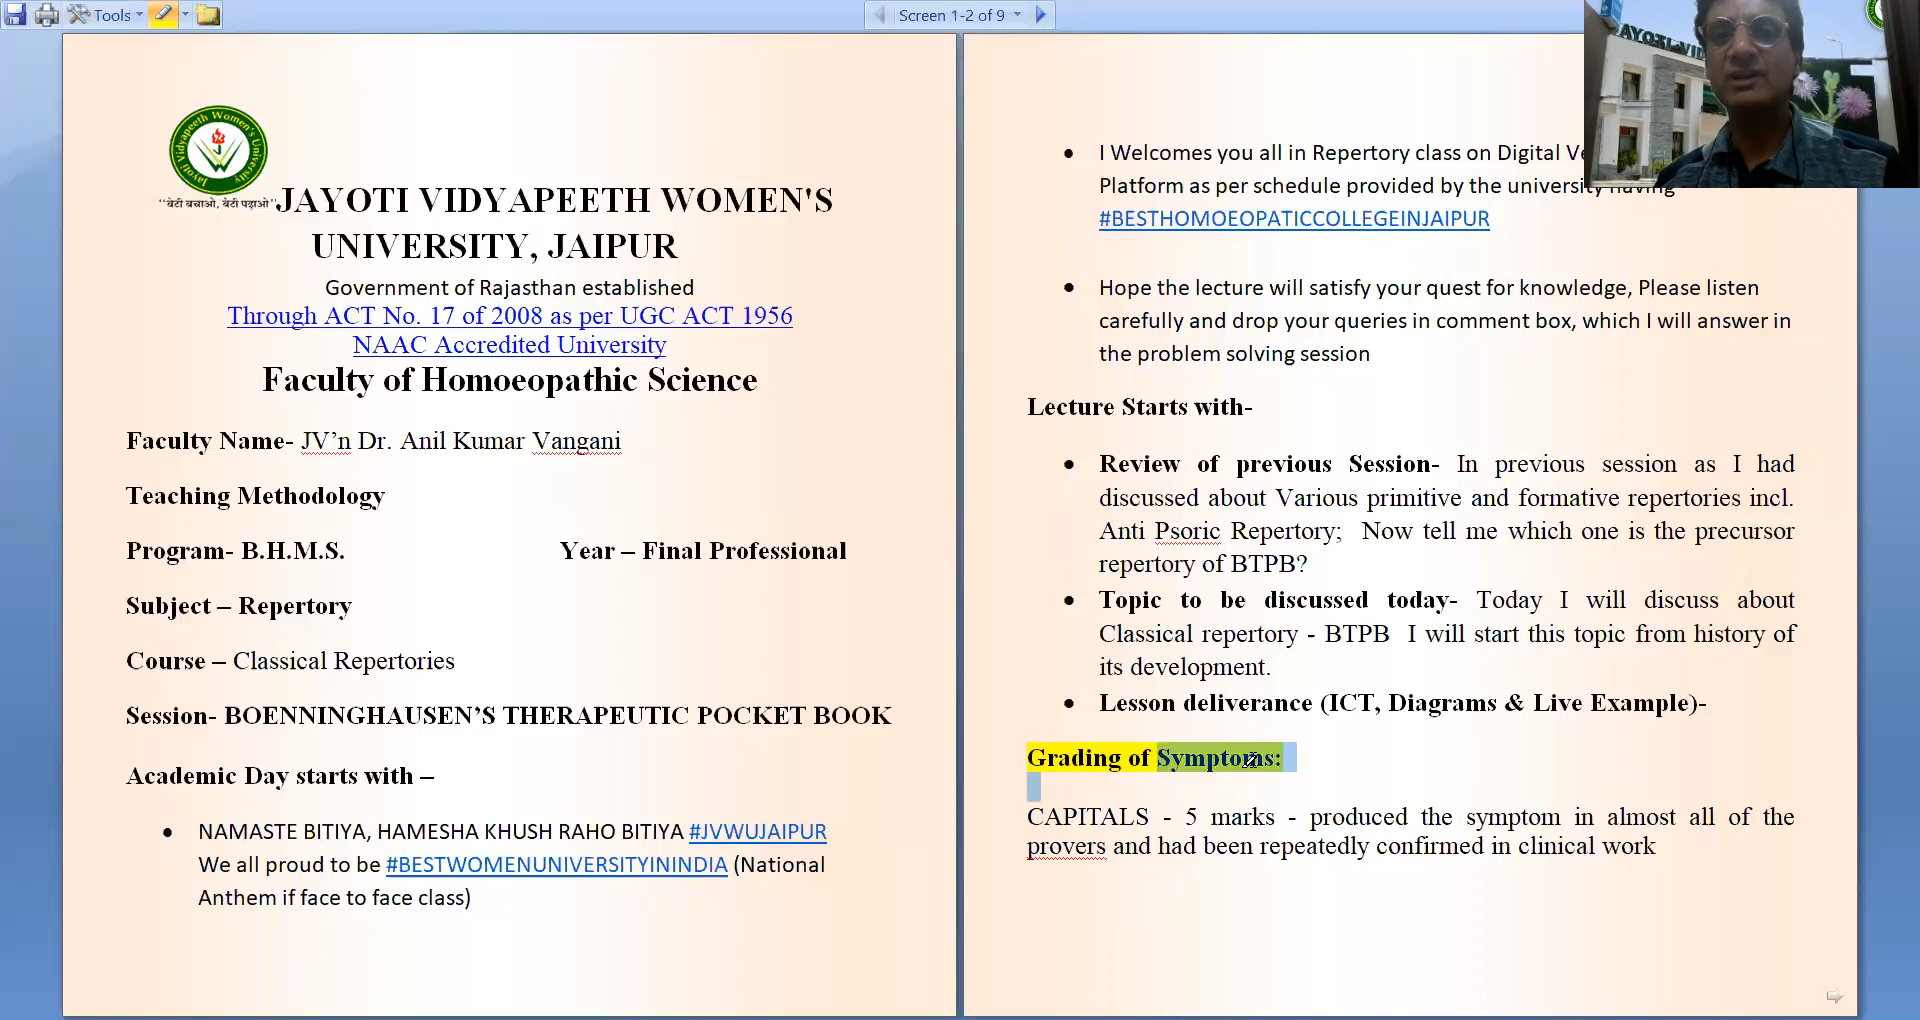 Tools
Screen 1-2 of 9
Jayoti Vidyapeeth Women's University
Jayoti
"बेटी बचाओ, बेटी पढ़ाओ"
JAYOTI VIDYAPEETH WOMEN'S
UNIVERSITY, JAIPUR
Government of Rajasthan established
Through ACT No. 17 of 2008 as per UGC ACT 1956
NAAC Accredited University
Faculty of Homoeopathic Science
Faculty Name- JV’n Dr. Anil Kumar Vangani
Teaching Methodology
Program- B.H.M.S. Year – Final Professional
Subject – Repertory
Course – Classical Repertories
Session- BOENNINGHAUSEN’S THERAPEUTIC POCKET BOOK
Academic Day starts with –
• NAMASTE BITIYA, HAMESHA KHUSH RAHO BITIYA #JVWUJAIPUR
We all proud to be #BESTWOMENUNIVERSITYININDIA (National
Anthem if face to face class)
AYOTI VID
• I Welcomes you all in Repertory class on Digital
Platform as per schedule provided by the university having
#BESTHOMOEOPATICCOLLEGEINJAIPUR
• Hope the lecture will satisfy your quest for knowledge, Please listen
carefully and drop your queries in comment box, which I will answer in
the problem solving session
Lecture Starts with-
• Review of previous Session- In previous session as I had
discussed about Various primitive and formative repertories incl.
Anti Psoric Repertory; Now tell me which one is the precursor
repertory of BTPB?
• Topic to be discussed today- Today I will discuss about
Classical repertory - BTPB I will start this topic from history of
its development.
• Lesson deliverance (ICT, Diagrams & Live Example)-
Grading of Symptoms:
CAPITALS - 5 marks - produced the symptom in almost all of the
provers and had been repeatedly confirmed in clinical work